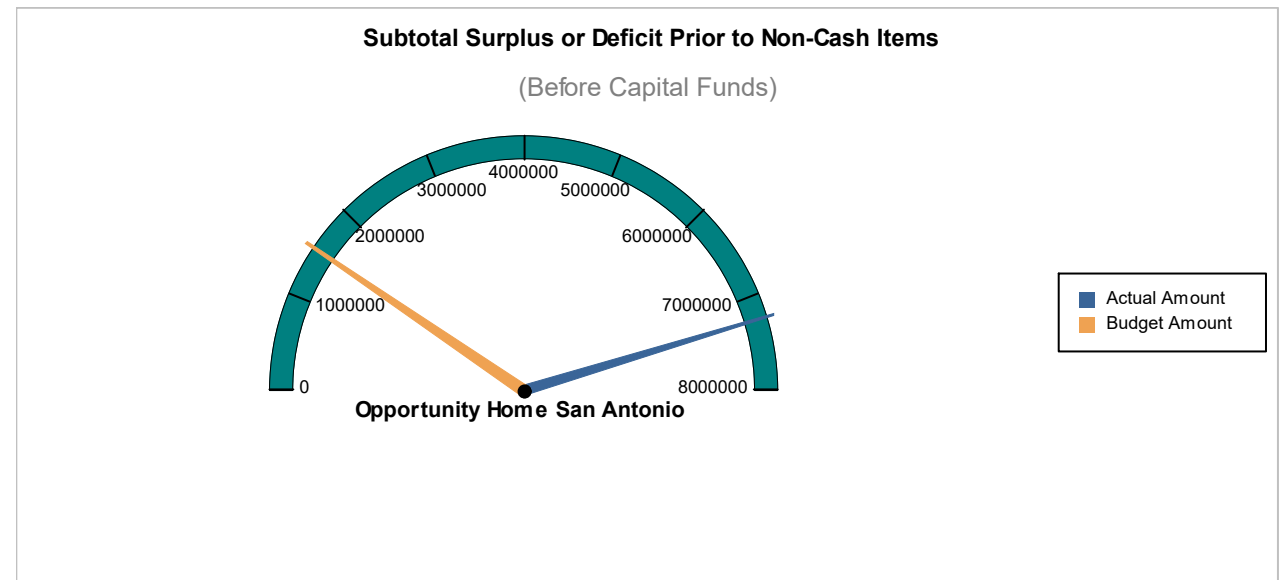 Subtotal Surplus or Deficit Prior to Non-Cash Items
(Before Capital Funds)
4000000
3000000
5000000
2000000
6000000
1000000
7000000
0
8000000
Opportunity Home San Antonio
Actual Amount
Budget Amount